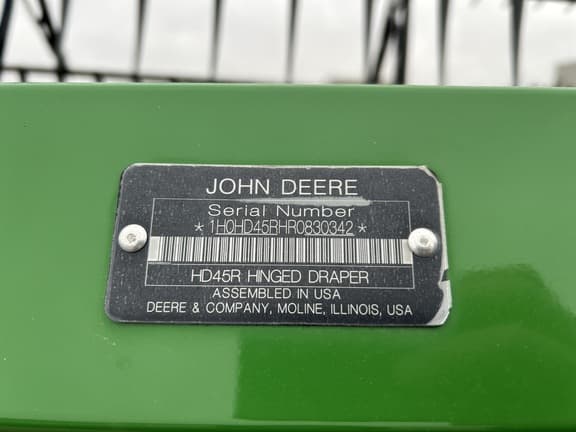 JOHN DEERE
Serial Number
*1H0HD45RHR0830342*
HD45R HINGED DRAPER
ASSEMBLED IN USA
DEERE & COMPANY, MOLINE, ILLINOIS, USA